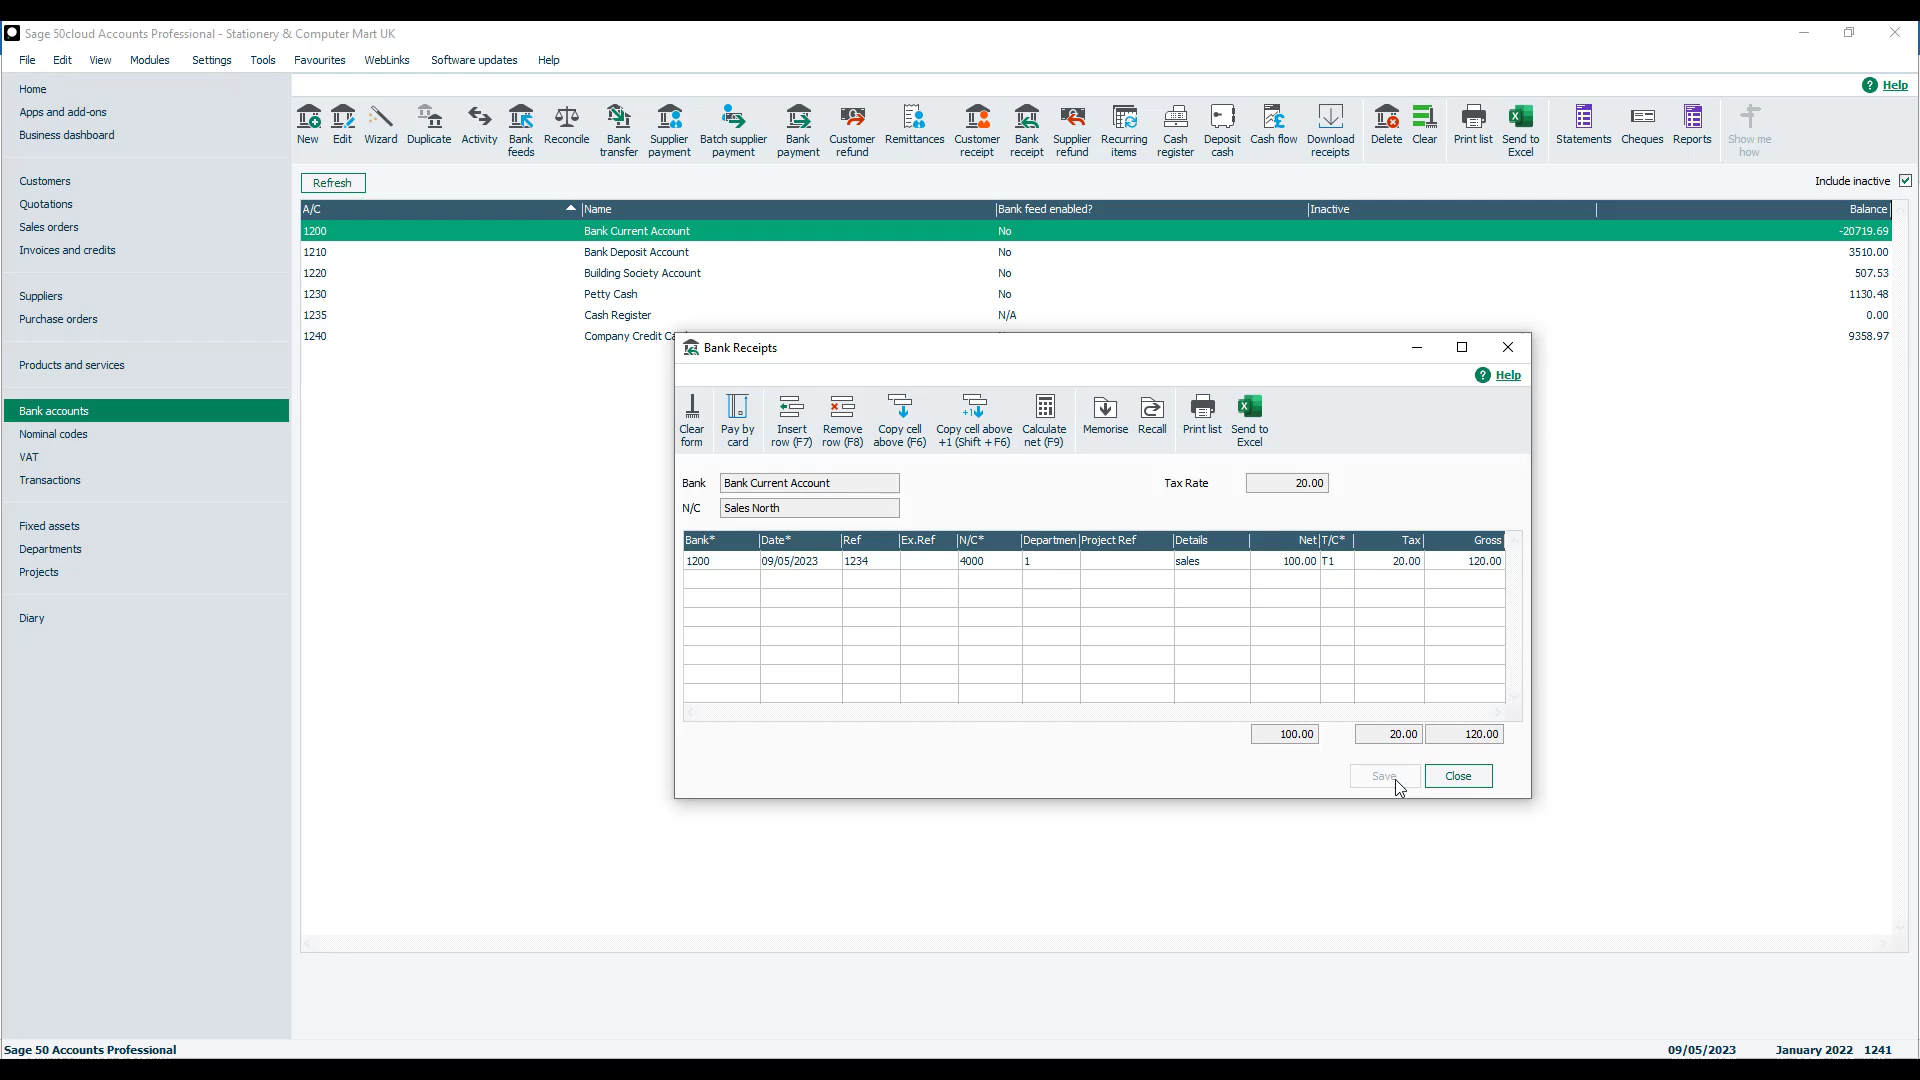 Sage 50cloud Accounts Professional - Stationery & Computer Mart UK
File Edit View Modules Settings Tools Favourites WebLinks Software updates Help
Home
Apps and add-ons
Business dashboard
Customers
Quotations
Sales orders
Invoices and credits
Suppliers
Purchase orders
Products and services
Bank accounts
Nominal codes
VAT
Transactions
Fixed assets
Departments
Projects
Diary
Help
New Edit Wizard Duplicate Activity Bank feeds Reconcile Bank transfer Supplier payment Batch supplier payment Bank payment Customer refund Remittances Customer receipt Bank receipt Supplier refund Recurring items Cash register Deposit cash Cash flow Download receipts Delete Clear Print list Send to Excel Statements Cheques Reports Show me how
Refresh Include inactive
A/C Name Bank feed enabled? Inactive Balance
1200 Bank Current Account No -20719.69
1210 Bank Deposit Account No 3510.00
1220 Building Society Account No 507.53
1230 Petty Cash No 1130.48
1235 Cash Register N/A 0.00
1240 Company Credit Ca 9358.97
Bank Receipts
Help
Clear form Pay by card Insert row (F7) Remove row (F8) Copy cell above (F6) Copy cell above +1 (Shift + F6) Calculate net (F9) Memorise Recall Print list Send to Excel
Bank Bank Current Account Tax Rate 20.00
N/C Sales North
Bank* Date* Ref Ex.Ref N/C* Departmen Project Ref Details Net T/C* Tax Gross
1200 09/05/2023 1234 4000 1 sales 100.00 T1 20.00 120.00
100.00 20.00 120.00
Save Close
Sage 50 Accounts Professional 09/05/2023 January 2022 1241